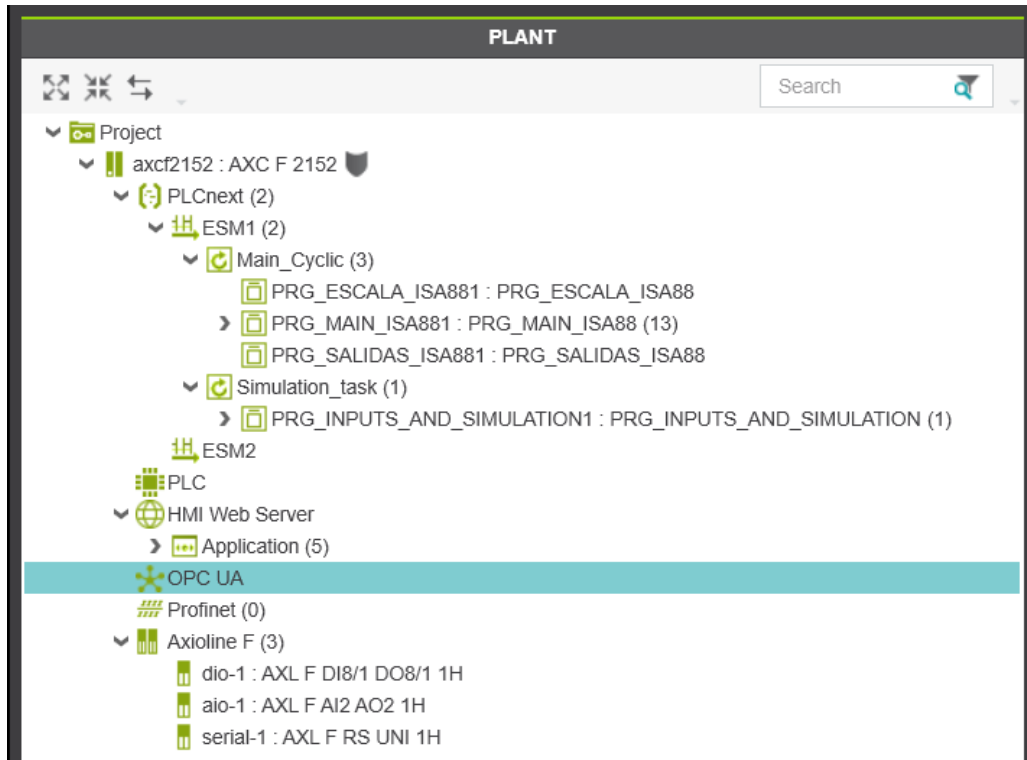 PLANT
Search
Project
axcf2152 : AXC F 2152
PLCnext (2)
ESM1 (2)
Main_Cyclic (3)
PRG_ESCALA_ISA881 : PRG_ESCALA_ISA88
PRG_MAIN_ISA881 : PRG_MAIN_ISA88 (13)
PRG_SALIDAS_ISA881 : PRG_SALIDAS_ISA88
Simulation_task (1)
PRG_INPUTS_AND_SIMULATION1 : PRG_INPUTS_AND_SIMULATION (1)
ESM2
PLC
HMI Web Server
Application (5)
OPC UA
Profinet (0)
Axioline F (3)
dio-1 : AXL F DI8/1 DO8/1 1H
aio-1 : AXL F AI2 AO2 1H
serial-1 : AXL F RS UNI 1H